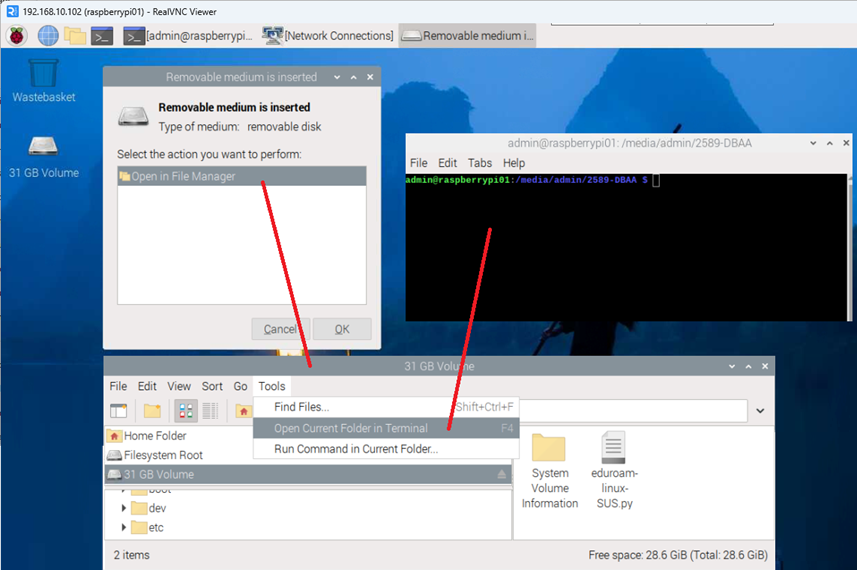 192.168.10.102 (raspberrypi01) - RealVNC Viewer
[admin@raspberrypi... [Network Connections] Removable medium i...
Wastebasket
31 GB Volume
Removable medium is inserted
Removable medium is inserted
Type of medium: removable disk
Select the action you want to perform:
Open in File Manager
Cancel OK
admin@raspberrypi01: /media/admin/2589-DBAA
File Edit Tabs Help
admin@raspberrypi01:/media/admin/2589-DBAA $
31 GB Volume
File Edit View Sort Go Tools
Find Files... Shift+Ctrl+F
Open Current Folder in Terminal F4
Run Command in Current Folder...
Home Folder
Filesystem Root
31 GB Volume
boot
dev
etc
System
Volume
Information
eduroam-
linux-
SUS.py
2 items Free space: 28.6 GiB (Total: 28.6 GiB)